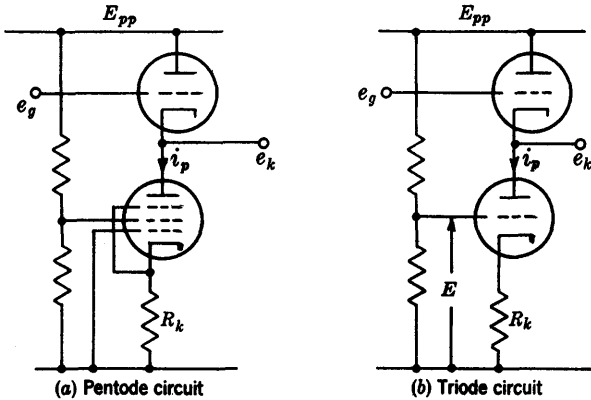 E_pp
e_g
e_k
i_p
R_k
(a) Pentode circuit
E_pp
e_g
e_k
i_p
E
R_k
(b) Triode circuit